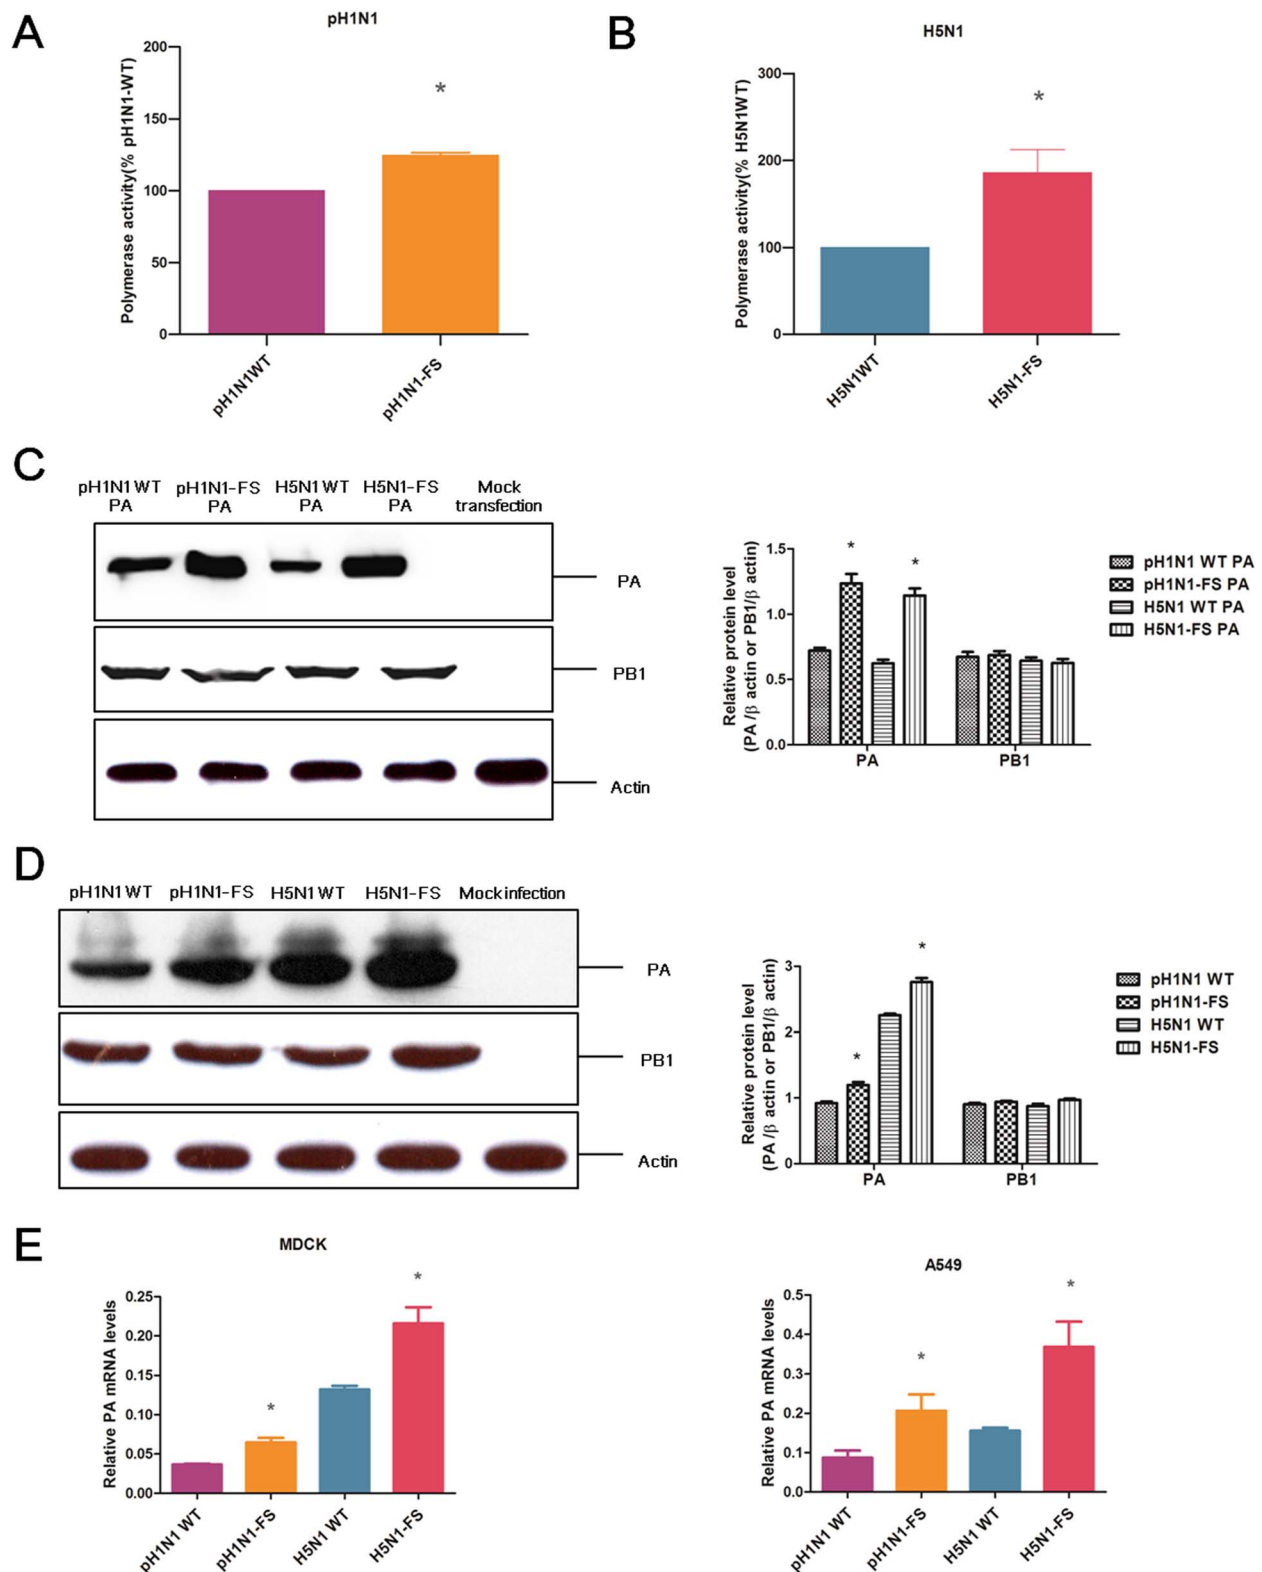 A
pH1N1
Polymerase activity(% pH1N1-WT)
200
150
100
50
0
*
pH1N1WT
pH1N1-FS
B
H5N1
Polymerase activity(% H5N1WT)
300
200
100
0
*
H5N1WT
H5N1-FS
C
pH1N1 WT PA
pH1N1-FS PA
H5N1 WT PA
H5N1-FS PA
Mock transfection
PA
PB1
Actin
Relative protein level
(PA /β actin or PB1/β actin)
1.5
1.0
0.5
0.0
*
*
PA
PB1
pH1N1 WT PA
pH1N1-FS PA
H5N1 WT PA
H5N1-FS PA
D
pH1N1 WT
pH1N1-FS
H5N1 WT
H5N1-FS
Mock infection
PA
PB1
Actin
Relative protein level
(PA /β actin or PB1/β actin)
3
2
1
0
*
*
PA
PB1
pH1N1 WT
pH1N1-FS
H5N1 WT
H5N1-FS
E
MDCK
Relative PA mRNA levels
0.25
0.20
0.15
0.10
0.05
0.00
*
*
pH1N1 WT
pH1N1-FS
H5N1 WT
H5N1-FS
A549
Relative PA mRNA levels
0.5
0.4
0.3
0.2
0.1
0.0
*
*
pH1N1 WT
pH1N1-FS
H5N1 WT
H5N1-FS